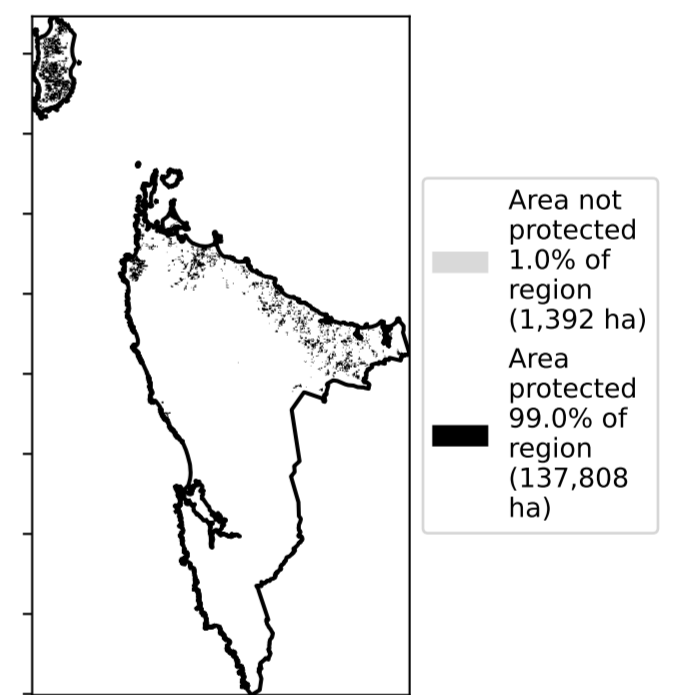 Area not
protected
1.0% of
region
(1,392 ha)
Area
protected
99.0% of
region
(137,808
ha)